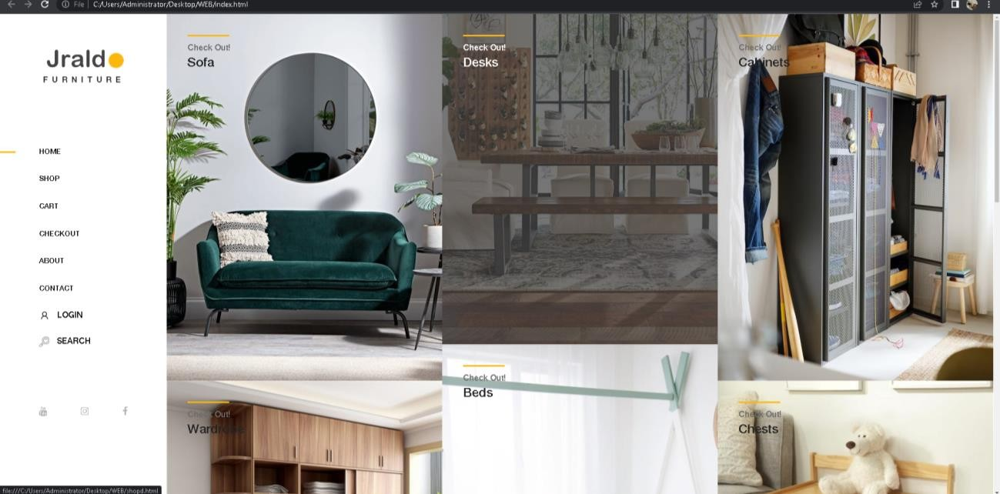 File
C:/Users/Administrator/Desktop/WEB/index.html
Jraldo
FURNITURE
HOME
SHOP
CART
CHECKOUT
ABOUT
CONTACT
LOGIN
SEARCH
Check Out!
Sofa
Check Out!
Desks
Check Out!
Cabinets
Check Out!
Wardrobe
Check Out!
Beds
Check Out!
Chests
file:///C:/Users/Administrator/Desktop/WEB/shopd.html